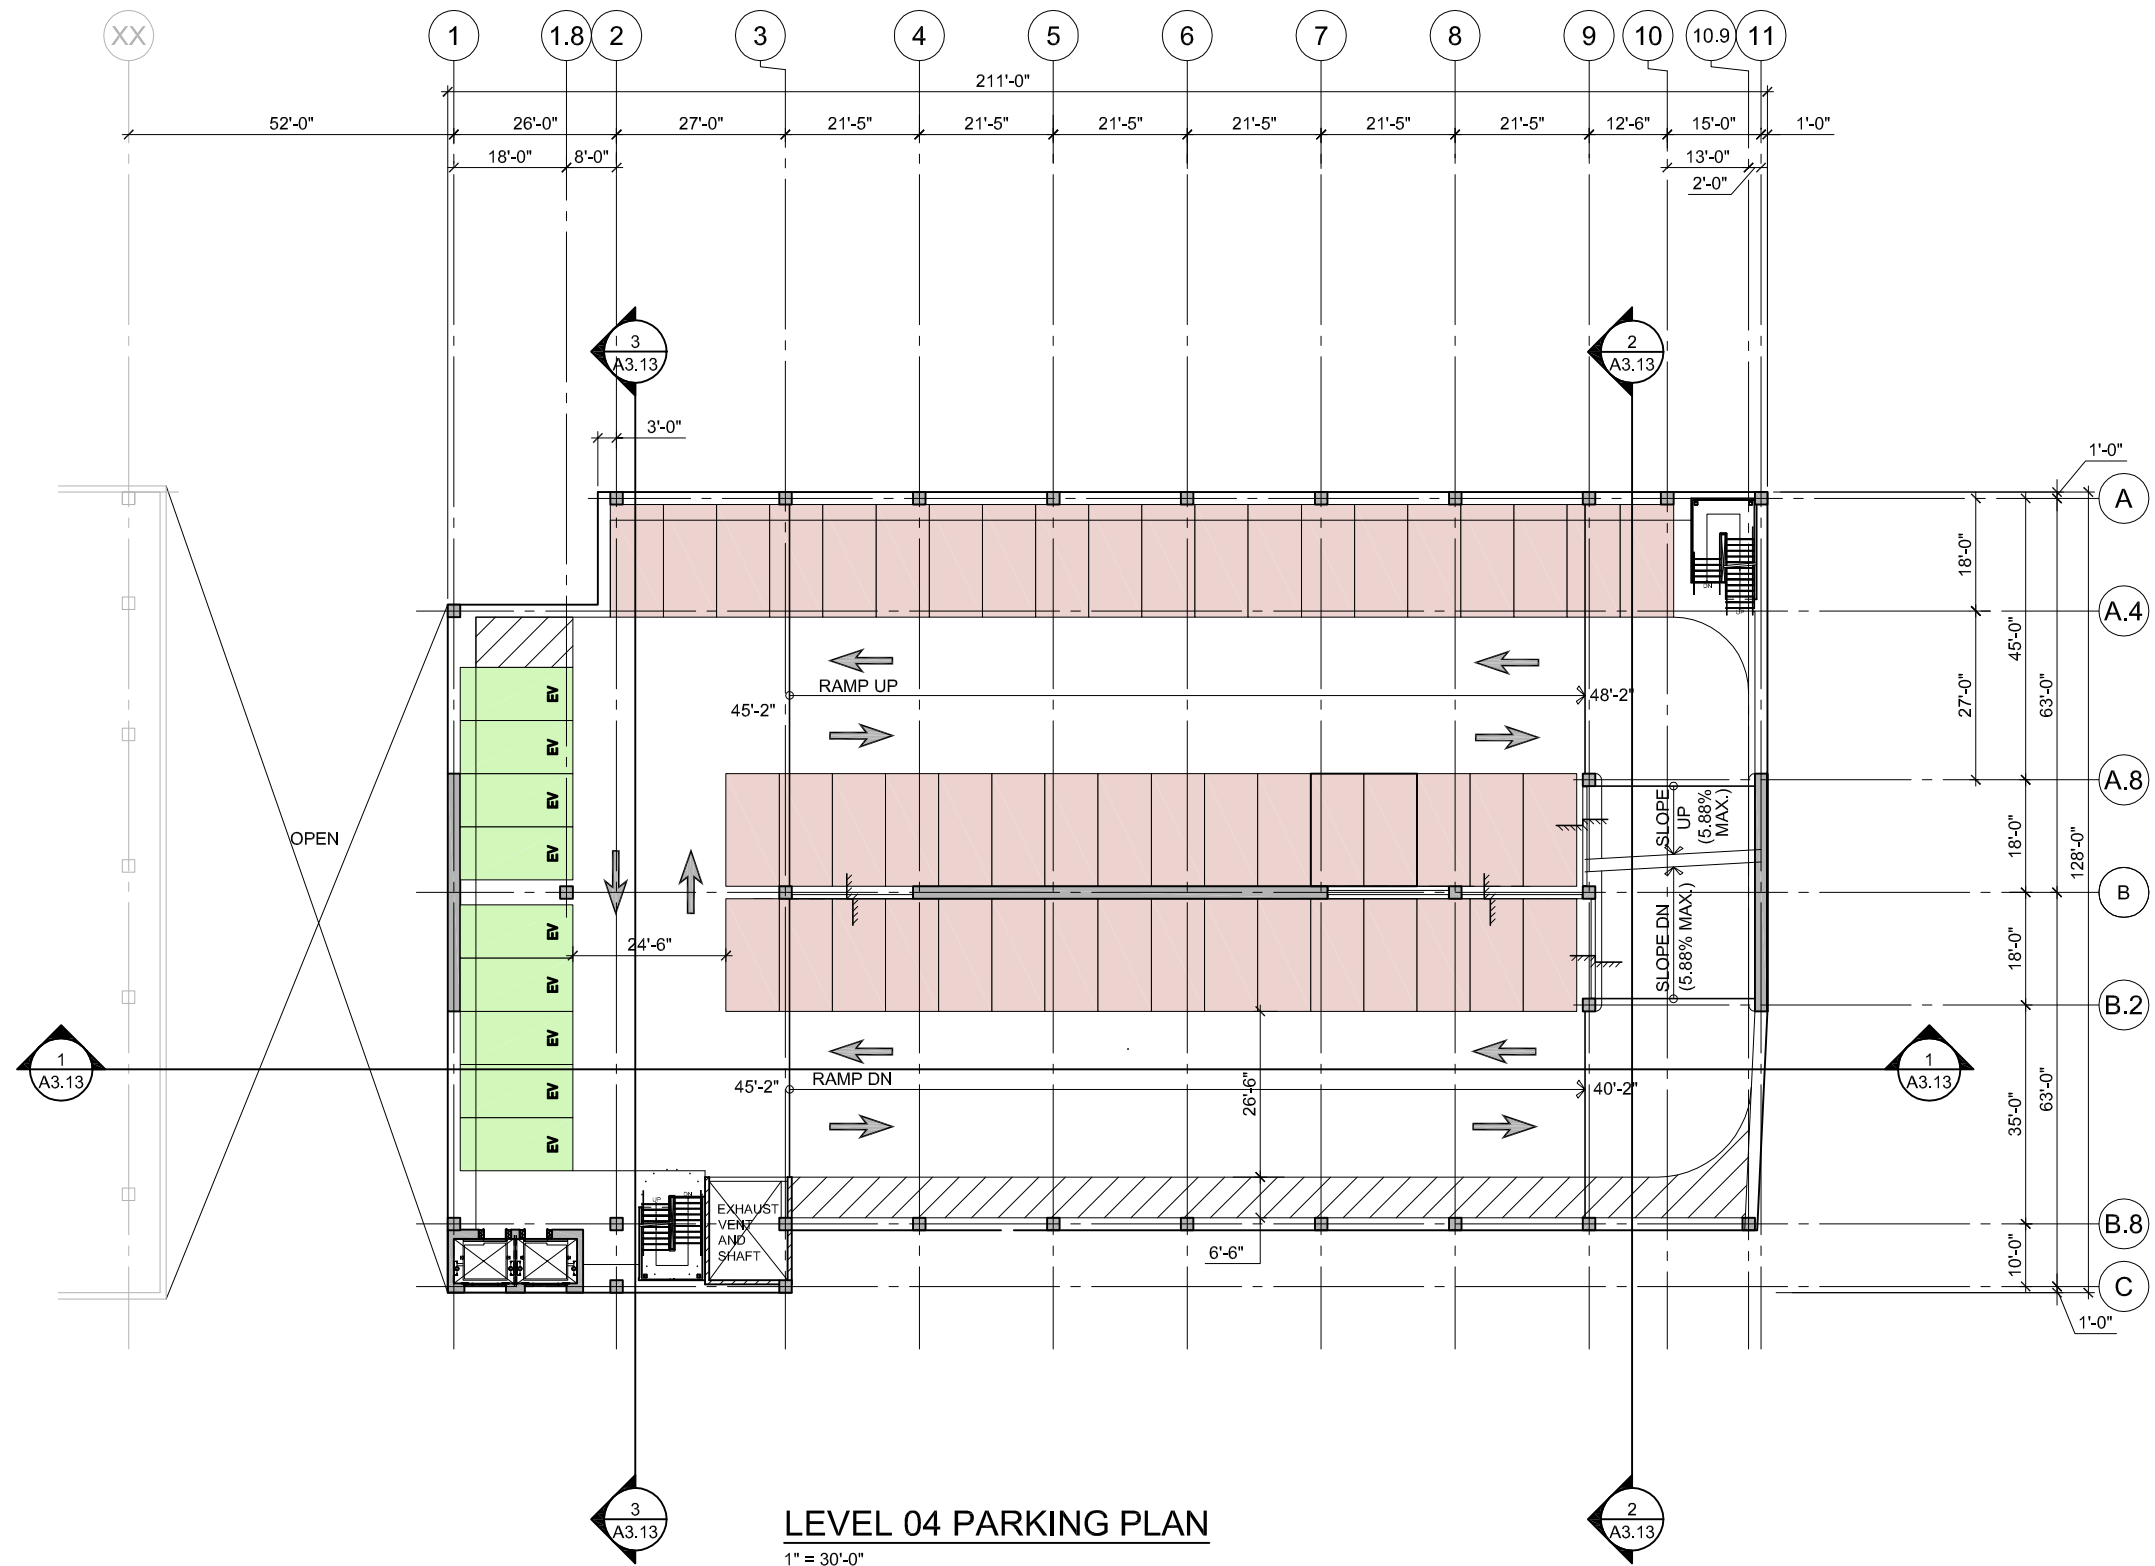 XX 1 1.8 2 3 4 5 6 7 8 9 10 10.9 11
211'-0"
52'-0" 26'-0" 27'-0" 21'-5" 21'-5" 21'-5" 21'-5" 21'-5" 21'-5" 12'-6" 15'-0" 1'-0"
18'-0" 8'-0" 13'-0"
2'-0"
3 2
A3.13 A3.13
3'-0"
1'-0"
A
18'-0"
DN
UP
A.4
45'-0"
RAMP UP
45'-2" 48'-2"
27'-0" 63'-0"
EV
EV
EV
EV
A.8
SLOPE
UP
(5.88%
MAX.)
OPEN
18'-0"
128'-0"
B
24'-6"
EV
EV
EV
EV
EV
SLOPE DN
(5.88% MAX.)
18'-0"
B.2
1 1
A3.13 A3.13
RAMP DN
45'-2" 40'-2"
26'-6"
35'-0" 63'-0"
UP DN
EXHAUST
VENT
AND
SHAFT
B.8
6'-6"
10'-0"
C
1'-0"
3 2
A3.13 A3.13
LEVEL 04 PARKING PLAN
1" = 30'-0"